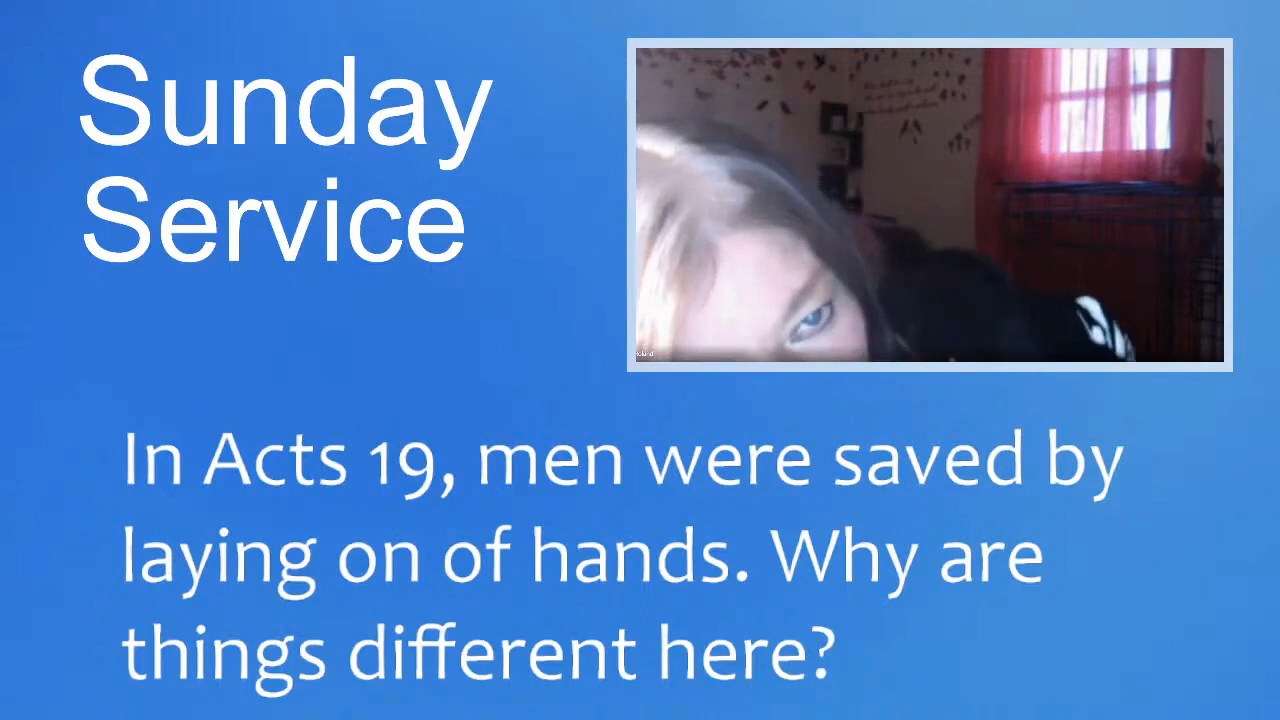 Sunday
Service
In Acts 19, men were saved by
laying on of hands. Why are
things different here?